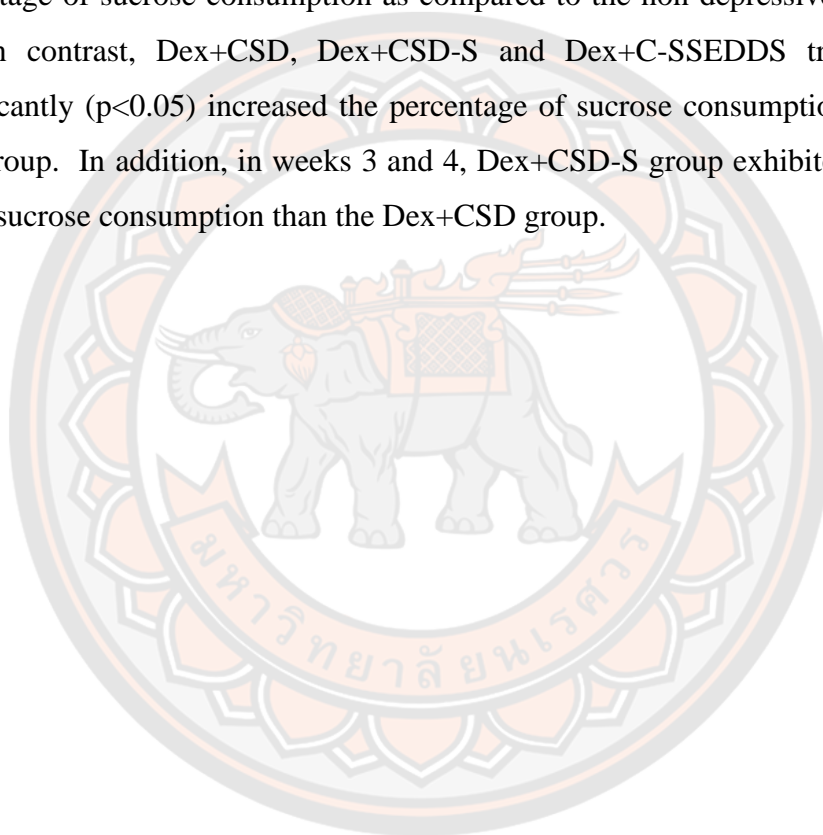 tage of sucrose consumption as compared to the non depressive
contrast, Dex+CSD, Dex+CSD-S and Dex+C-SSEDDS tr
cantly (p<0.05) increased the percentage of sucrose consumptio
roup. In addition, in weeks 3 and 4, Dex+CSD-S group exhibite
sucrose consumption than the Dex+CSD group.
มหาวิทยาลัยนเรศวร